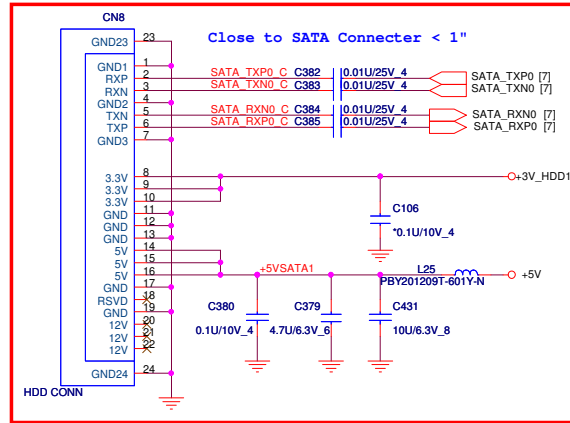 CN8
Close to SATA Connecter < 1"
GND23 23
GND1 1
RXP 2 SATA_TXP0_C C382 0.01U/25V_4 SATA_TXP0 [7]
RXN 3 SATA_TXN0_C C383 0.01U/25V_4 SATA_TXN0 [7]
GND2 4
TXN 5 SATA_RXN0_C C384 0.01U/25V_4 SATA_RXN0 [7]
TXP 6 SATA_RXP0_C C385 0.01U/25V_4 SATA_RXP0 [7]
GND3 7
3.3V 8 +3V_HDD1
3.3V 9
3.3V 10
GND 11 C106
GND 12
GND 13 *0.1U/10V_4
5V 14
5V 15 +5VSATA1 L25
5V 16 PBY201209T-601Y-N +5V
GND 17
RSVD 18
GND 19 C380 C379 C431
12V 20 0.1U/10V_4 4.7U/6.3V_6 10U/6.3V_8
12V 21
12V 22
GND24 24
HDD CONN